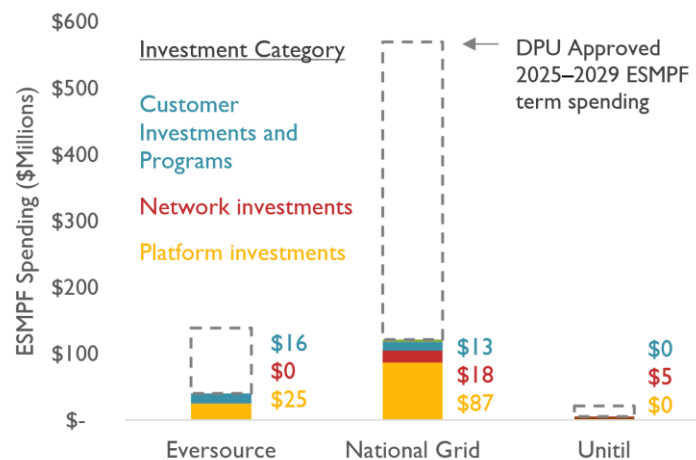 $600
$500
$400
$300
$200
$100
$-
ESMPF Spending ($Millions)
Investment Category
Customer
Investments and
Programs
Network investments
Platform investments
DPU Approved
2025–2029 ESMPF
term spending
$16
$0
$25
$13
$18
$87
$0
$5
$0
Eversource
National Grid
Unitil